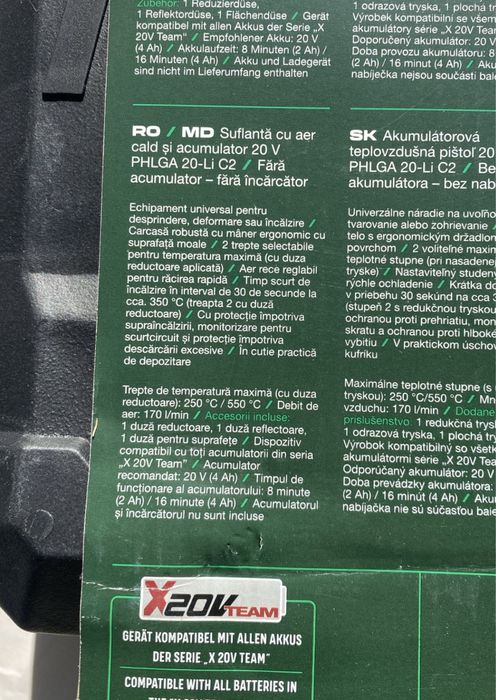 Zubehör: 1 Reduzierdüse,
1 Reflektordüse, 1 Flächendüse / Gerät
kompatibel mit allen Akkus der Serie „X
20V Team“ / Empfohlener Akku: 20 V
(4 Ah) / Akkulaufzeit: 8 Minuten (2 Ah) /
16 Minuten (4 Ah) / Akku und Ladegerät
sind nicht im Lieferumfang enthalten
1 odrazová tryska, 1 plochá
Výrobek kompatibilní se všem
akumulátory série „X 20V Tea
Doporučený akumulátor: 20
Doba provozu akumulátoru: 8
(2 Ah) / 16 minut (4 Ah) / Aku
nabíječka nejsou součástí bale
RO / MD Suflantă cu aer
cald și acumulator 20 V
PHLGA 20-Li C2 / Fără
acumulator – fără încărcător
Echipament universal pentru
desprindere, deformare sau încălzire /
Carcasă robustă cu mâner ergonomic cu
suprafață moale / 2 trepte selectabile
pentru temperatura maximă (cu duza
reductoare aplicată) / Aer rece reglabil
pentru răcirea rapidă / Timp scurt de
încălzire în interval de 30 de secunde la
cca. 350 °C (treapta 2 cu duză
reductoare) / Cu protecție împotriva
supraîncălzirii, monitorizare pentru
scurtcircuit și protecție împotriva
descărcării excesive / În cutie practică
de depozitare
Trepte de temperatură maximă (cu duza
reductoare): 250 °C / 550 °C / Debit de
aer: 170 l/min / Accesorii incluse:
1 duză reductoare, 1 duză reflectoare,
1 duză pentru suprafețe / Dispozitiv
compatibil cu toți acumulatorii din seria
„X 20V Team” / Acumulator
recomandat: 20 V (4 Ah) / Timpul de
funcționare al acumulatorului: 8 minute
(2 Ah) / 16 minute (4 Ah) / Acumulatorul
și încărcătorul nu sunt incluse
SK Akumulátorová
teplovzdušná pištoľ 20
PHLGA 20-Li C2 / Be
akumulátora – bez nab
Univerzálne náradie na uvoľňo
tvarovanie alebo zohrievanie /
telo s ergonomickým držadlom
povrchom / 2 voliteľné maxim
teplotné stupne (pri nasadenej
tryske) / Nastaviteľný studen
rýchle ochladenie / Krátka do
v priebehu 30 sekúnd na cca 3
(stupeň 2 s redukčnou tryskou
ochranou proti prehriatiu, mon
skratu a ochranou proti hlboké
vybitiu / V praktickom úschov
kufríku
Maximálne teplotné stupne (s
tryskou): 250 °C/550 °C / Mn
vzduchu: 170 l/min / Dodané
príslušenstvo: 1 redukčná trys
1 odrazová tryska, 1 plochá tr
Výrobok kompatibilný so všetk
akumulátormi série „X 20V Tea
Odporúčaný akumulátor: 20 V
Doba prevádzky akumulátora:
(2 Ah) / 16 minút (4 Ah) / Akum
nabíjačka nie sú súčasťou bale
X20VTEAM
GERÄT KOMPATIBEL MIT ALLEN AKKUS
DER SERIE „X 20V TEAM“
COMPATIBLE WITH ALL BATTERIES IN